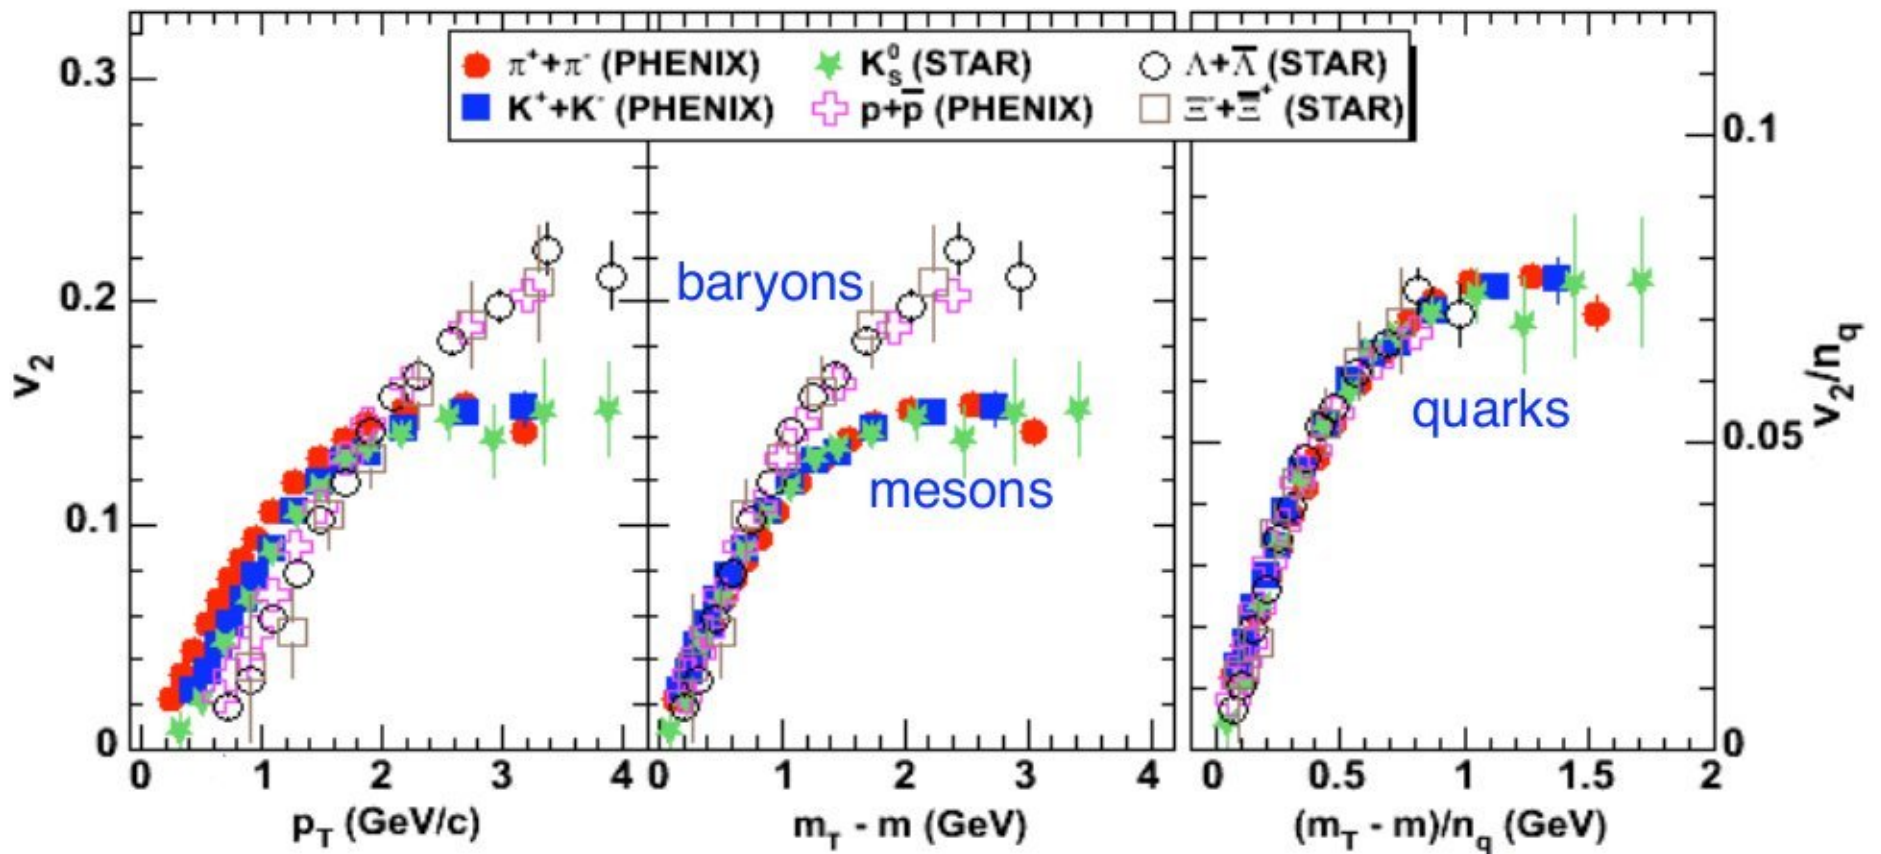 π⁺+π⁻ (PHENIX)
K⁺+K⁻ (PHENIX)
K⁰ₛ (STAR)
p+p̅ (PHENIX)
Λ+Λ̅ (STAR)
Ξ⁻+Ξ̅⁺ (STAR)
v₂
0.3
0.2
0.1
0
0 1 2 3 4
p_T (GeV/c)
baryons
mesons
0 1 2 3 4
m_T - m (GeV)
quarks
0 0.5 1 1.5 2
(m_T - m)/n_q (GeV)
0.1
0.05
0
v₂/n_q